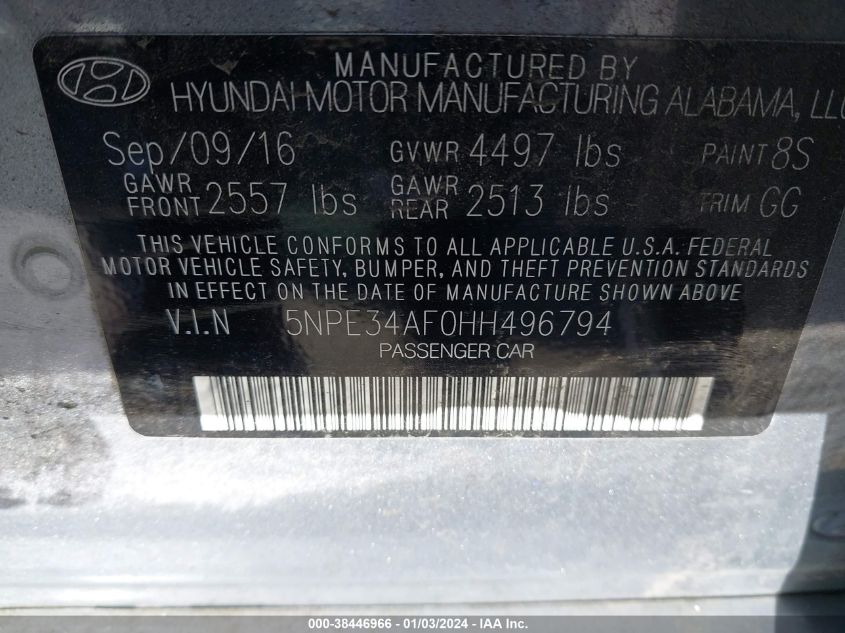 MANUFACTURED BY
HYUNDAI MOTOR MANUFACTURING ALABAMA, LLC
Sep/09/16 GVWR 4497 lbs PAINT 8S
GAWR FRONT 2557 lbs GAWR REAR 2513 lbs TRIM GG
THIS VEHICLE CONFORMS TO ALL APPLICABLE U.S.A. FEDERAL
MOTOR VEHICLE SAFETY, BUMPER, AND THEFT PREVENTION STANDARDS
IN EFFECT ON THE DATE OF MANUFACTURE SHOWN ABOVE.
V.I.N 5NPE34AF0HH496794
PASSENGER CAR
000-38446966 - 01/03/2024 - IAA Inc.